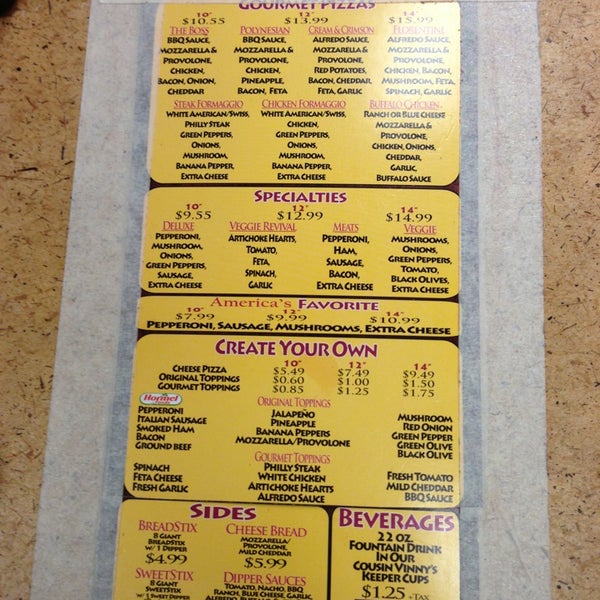 GOURMET PIZZAS
10" 12" 14"
$10.55 $13.99 $15.99
THE BOSS
BBQ SAUCE,
MOZZARELLA &
PROVOLONE,
CHICKEN,
BACON, ONION,
CHEDDAR
POLYNESIAN
BBQ SAUCE,
MOZZARELLA &
PROVOLONE,
CHICKEN,
PINEAPPLE,
BACON, FETA
CREAM & CRIMSON
ALFREDO SAUCE,
MOZZARELLA &
PROVOLONE,
RED POTATOES,
BACON, CHEDDAR,
FETA, GARLIC
FLORENTINE
ALFREDO SAUCE,
MOZZARELLA &
PROVOLONE,
CHICKEN, BACON,
MUSHROOM, FETA,
SPINACH, GARLIC
STEAK FORMAGGIO
WHITE AMERICAN/SWISS,
PHILLY STEAK
GREEN PEPPERS,
ONIONS,
MUSHROOM,
BANANA PEPPER,
EXTRA CHEESE
CHICKEN FORMAGGIO
WHITE AMERICAN/SWISS,
CHICKEN,
GREEN PEPPERS,
ONIONS,
MUSHROOM,
BANANA PEPPER,
EXTRA CHEESE
BUFFALO CHICKEN
RANCH OR BLUE CHEESE
MOZZARELLA &
PROVOLONE,
CHICKEN, ONIONS,
CHEDDAR,
GARLIC,
BUFFALO SAUCE
SPECIALTIES
10" 12" 14"
$9.55 $12.99 $14.99
DELUXE
PEPPERONI,
MUSHROOM,
ONIONS,
GREEN PEPPERS,
SAUSAGE,
EXTRA CHEESE
VEGGIE REVIVAL
ARTICHOKE HEARTS,
TOMATO,
FETA,
SPINACH,
GARLIC
MEATS
PEPPERONI,
HAM,
SAUSAGE,
BACON,
EXTRA CHEESE
VEGGIE
MUSHROOMS,
ONIONS,
GREEN PEPPERS,
TOMATO,
BLACK OLIVES,
EXTRA CHEESE
America's FAVORITE
10" 12" 14"
$7.99 $9.99 $10.99
PEPPERONI, SAUSAGE, MUSHROOMS, EXTRA CHEESE
CREATE YOUR OWN
10" 12" 14"
CHEESE PIZZA $5.49 $7.49 $9.49
ORIGINAL TOPPINGS $0.60 $1.00 $1.50
GOURMET TOPPINGS $0.85 $1.25 $1.75
Hormel
ORIGINAL TOPPINGS
PEPPERONI
ITALIAN SAUSAGE
SMOKED HAM
BACON
GROUND BEEF
JALAPEÑO
PINEAPPLE
BANANA PEPPERS
MOZZARELLA/PROVOLONE
MUSHROOM
RED ONION
GREEN PEPPER
GREEN OLIVE
BLACK OLIVE
GOURMET TOPPINGS
SPINACH
FETA CHEESE
FRESH GARLIC
PHILLY STEAK
WHITE CHICKEN
ARTICHOKE HEARTS
ALFREDO SAUCE
FRESH TOMATO
MILD CHEDDAR
BBQ SAUCE
SIDES
BREADSTIX
8 GIANT
BREADSTIX
W/ 1 DIPPER
$4.99
CHEESE BREAD
MOZZARELLA/
PROVOLONE,
MILD CHEDDAR
$5.99
SWEETSTIX
8 GIANT
SWEETSTIX
W/ 1 SWEET DIPPER
DIPPER SAUCES
TOMATO, NACHO, BBQ
RANCH, BLUE CHEESE, GARLIC,
BEVERAGES
22 OZ.
FOUNTAIN DRINK
IN OUR
COUSIN VINNY'S
KEEPER CUPS
$1.25 +TAX